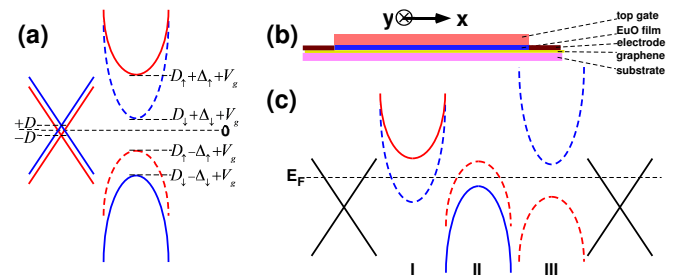 (a)
D↑+Δ↑+Vg
D↓+Δ↓+Vg
+D
0
−D
D↑−Δ↑+Vg
D↓−Δ↓+Vg
(b)
y x
top gate
EuO film
electrode
graphene
substrate
(c)
EF
I II III